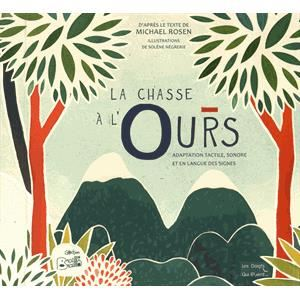 D'APRÈS LE TEXTE DE
MICHAEL ROSEN
ILLUSTRATIONS
DE SOLÈNE NÉGRERIE
LA CHASSE
À L'OURS
ADAPTATION TACTILE, SONORE
ET EN LANGUE DES SIGNES
Les Doigts
Qui Rêvent